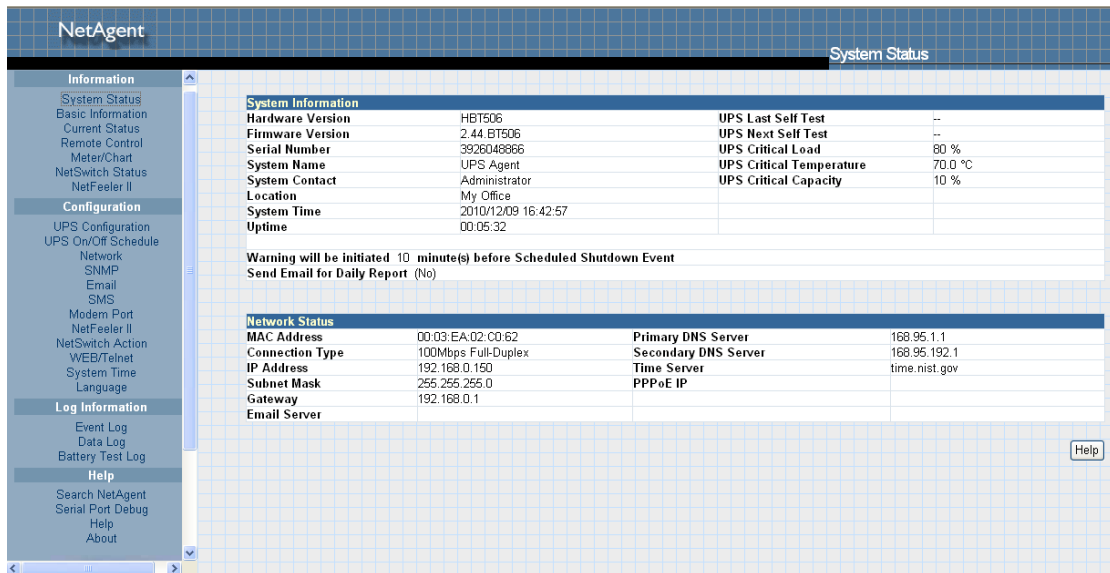 NetAgent
System Status
Information
System Status
Basic Information
Current Status
Remote Control
Meter/Chart
NetSwitch Status
NetFeeler II
Configuration
UPS Configuration
UPS On/Off Schedule
Network
SNMP
Email
SMS
Modem Port
NetFeeler II
NetSwitch Action
WEB/Telnet
System Time
Language
Log Information
Event Log
Data Log
Battery Test Log
Help
Search NetAgent
Serial Port Debug
Help
About
System Information
Hardware Version HBT506 UPS Last Self Test --
Firmware Version 2.44.BT506 UPS Next Self Test --
Serial Number 3926048866 UPS Critical Load 80 %
System Name UPS Agent UPS Critical Temperature 70.0 °C
System Contact Administrator UPS Critical Capacity 10 %
Location My Office
System Time 2010/12/09 16:42:57
Uptime 00:05:32
Warning will be initiated 10 minute(s) before Scheduled Shutdown Event
Send Email for Daily Report (No)
Network Status
MAC Address 00:03:EA:02:C0:62 Primary DNS Server 168.95.1.1
Connection Type 100Mbps Full-Duplex Secondary DNS Server 168.95.192.1
IP Address 192.168.0.150 Time Server time.nist.gov
Subnet Mask 255.255.255.0 PPPoE IP
Gateway 192.168.0.1
Email Server
Help